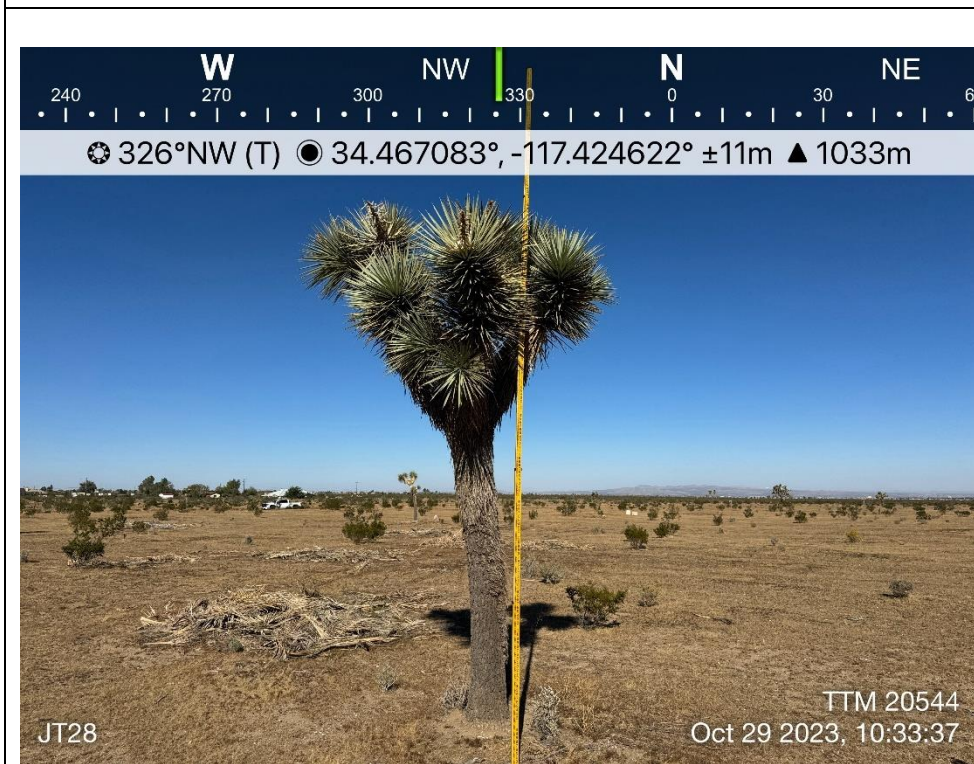 W NW N NE
240 270 300 330 0 30 6
326°NW (T) 34.467083°, -117.424622° ±11m ▲ 1033m
JT28
TTM 20544
Oct 29 2023, 10:33:37